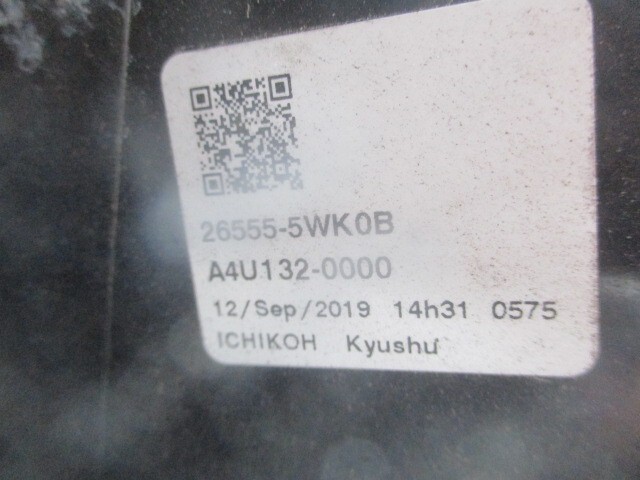 26555-5WK0B
A4U132-0000
12/Sep/2019 14h31 0575
ICHIKOH Kyushu